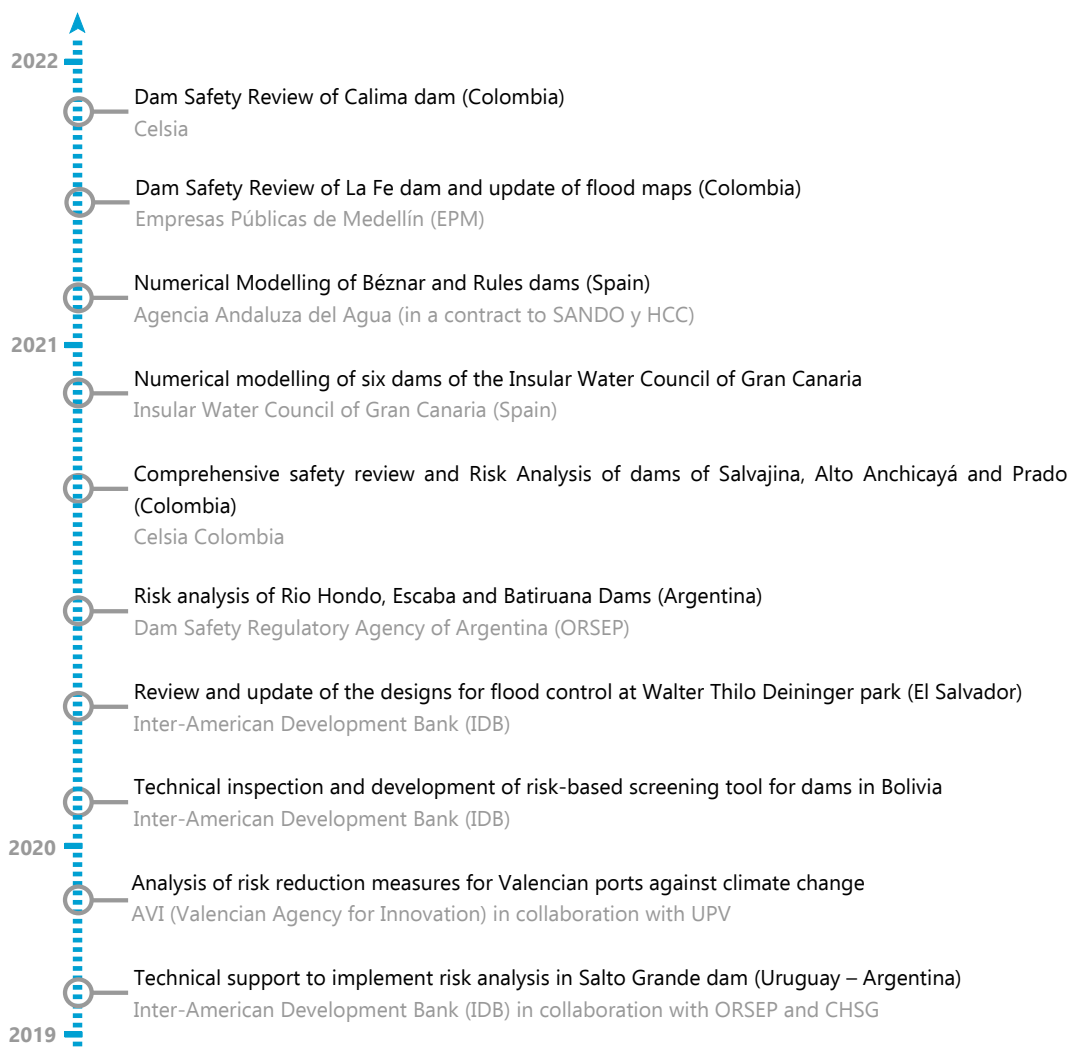 2022
Dam Safety Review of Calima dam (Colombia)
Celsia
Dam Safety Review of La Fe dam and update of flood maps (Colombia)
Empresas Públicas de Medellín (EPM)
Numerical Modelling of Béznar and Rules dams (Spain)
Agencia Andaluza del Agua (in a contract to SANDO y HCC)
2021
Numerical modelling of six dams of the Insular Water Council of Gran Canaria
Insular Water Council of Gran Canaria (Spain)
Comprehensive safety review and Risk Analysis of dams of Salvajina, Alto Anchicayá and Prado
(Colombia)
Celsia Colombia
Risk analysis of Rio Hondo, Escaba and Batiruana Dams (Argentina)
Dam Safety Regulatory Agency of Argentina (ORSEP)
Review and update of the designs for flood control at Walter Thilo Deininger park (El Salvador)
Inter-American Development Bank (IDB)
Technical inspection and development of risk-based screening tool for dams in Bolivia
Inter-American Development Bank (IDB)
2020
Analysis of risk reduction measures for Valencian ports against climate change
AVI (Valencian Agency for Innovation) in collaboration with UPV
Technical support to implement risk analysis in Salto Grande dam (Uruguay – Argentina)
Inter-American Development Bank (IDB) in collaboration with ORSEP and CHSG
2019